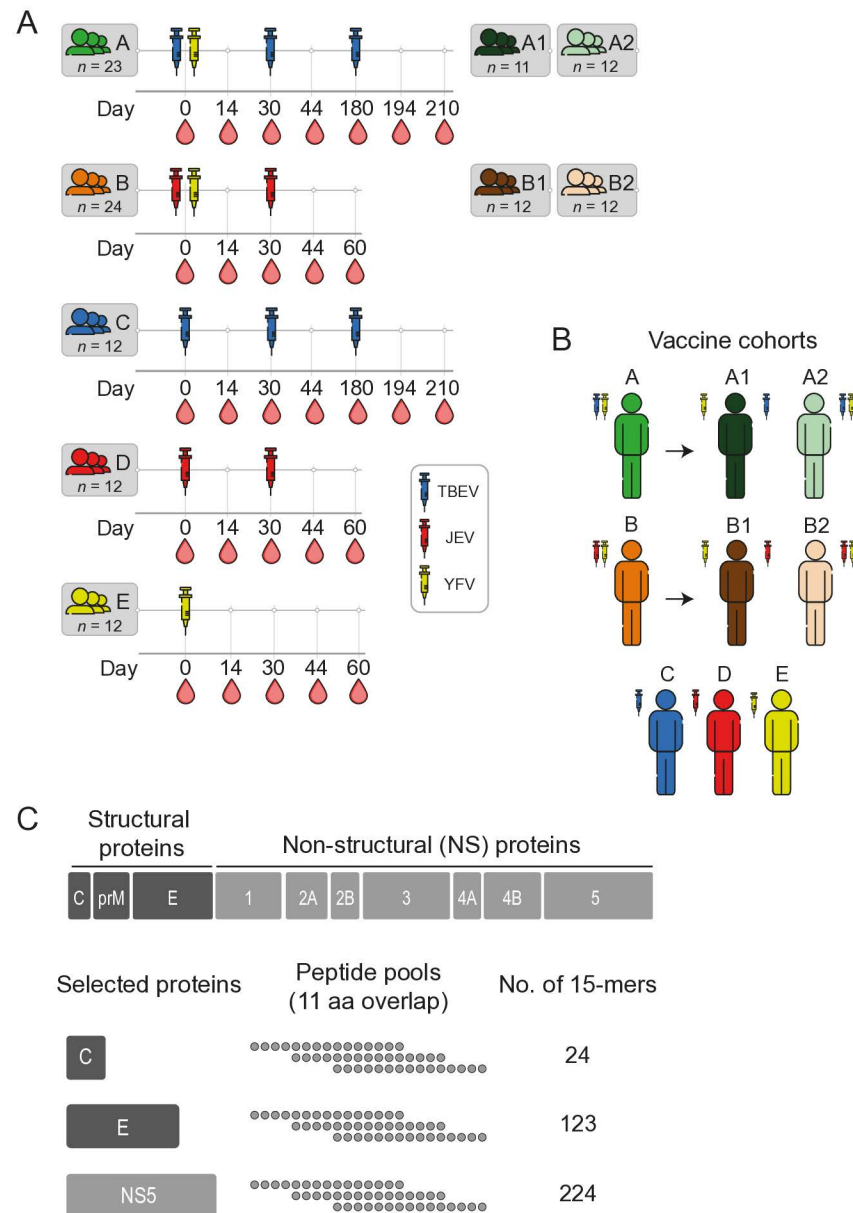 A
A
n = 23
A1
n = 11
A2
n = 12
Day 0 14 30 44 180 194 210
B
n = 24
B1
n = 12
B2
n = 12
Day 0 14 30 44 60
C
n = 12
Day 0 14 30 44 180 194 210
D
n = 12
Day 0 14 30 44 60
E
n = 12
Day 0 14 30 44 60
TBEV
JEV
YFV
B
Vaccine cohorts
A A1 A2
B B1 B2
C D E
C
Structural
proteins
Non-structural (NS) proteins
C prM E 1 2A 2B 3 4A 4B 5
Selected proteins
Peptide pools
(11 aa overlap)
No. of 15-mers
C 24
E 123
NS5 224